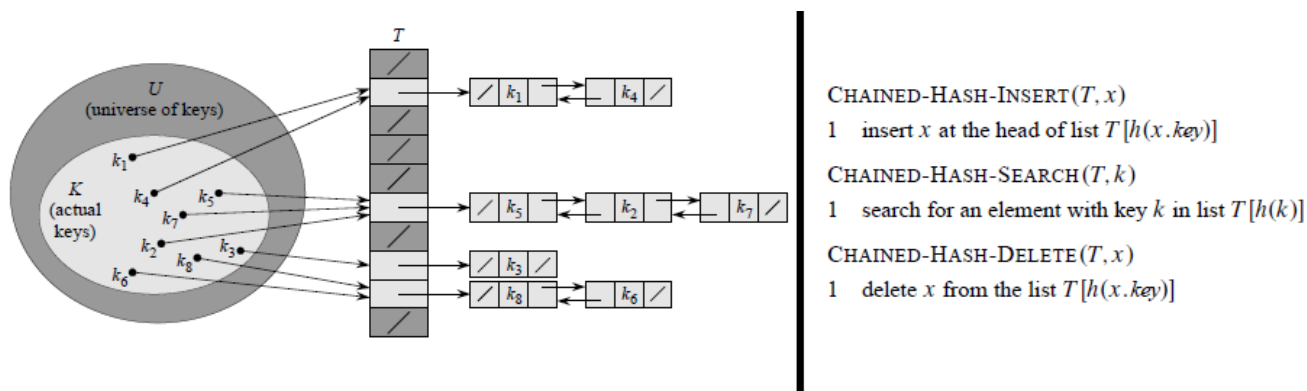 T
U
(universe of keys)
K
(actual
keys)
k₁
k₄
k₅
k₇
k₂
k₈
k₃
k₆
k₁ k₄
k₅ k₂ k₇
k₃
k₈ k₆
CHAINED-HASH-INSERT(T, x)
1 insert x at the head of list T[h(x.key)]
CHAINED-HASH-SEARCH(T, k)
1 search for an element with key k in list T[h(k)]
CHAINED-HASH-DELETE(T, x)
1 delete x from the list T[h(x.key)]